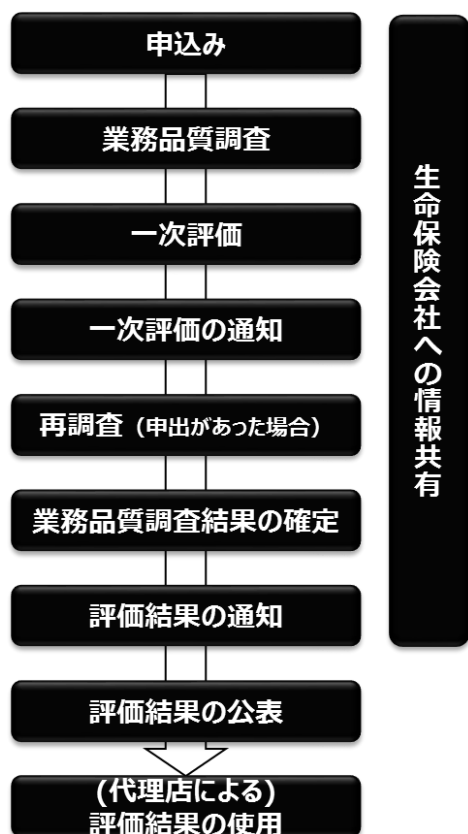 申込み
業務品質調査
一次評価
一次評価の通知
再調査（申出があった場合）
業務品質調査結果の確定
評価結果の通知
評価結果の公表
(代理店による)
評価結果の使用
生命保険会社への情報共有